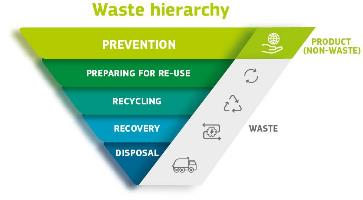 Waste hierarchy
PREVENTION
PRODUCT
(NON-WASTE)
PREPARING FOR RE-USE
RECYCLING
RECOVERY
WASTE
DISPOSAL